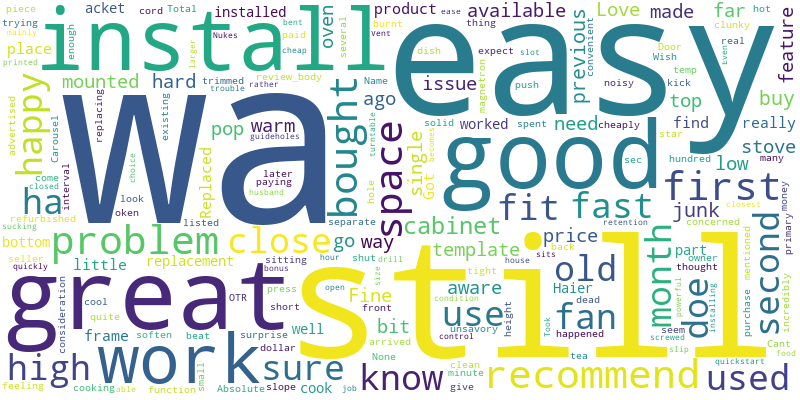 piece
cord Total
trying
acket
enough
install
bent
burnt
Nukes
cheap
paid
several
oven
product
ease
Vent
mainly
thing
installed
available
expect
dish
issue
easy
previous
convenient
Love made far hot
clunky
place
Door
real
Wish
Even
feature
temp
kick
printed
larger
advertised
happy
mounted hard
trimmed
trouble
rather
review_body
Name
ago
magnetron
push
slot
noisy
top buy
Carousel
replacing
existing
wa
pop warm
guideholes
bought
turntable
space
worked
solid
spent
sec
good
need
cheaply
find
star
really
stove
hundred
many
low
first
come
closed
interval
choice
look
Replaced
later
paying
husband
hole
single
Got
becomes
fit fast
junk
closest
ha
refurbished
oken
listed
separate
cabinet
sucking
bottom
problem close
go way
template
price
back
retention
concerned
primary
money
seller
little
replacement
sitting
bonus
hour
shut
drill
tight
house
sits
part
owner
thought
mentioned
second
incredibly
quickly
consideration
cool
great
OTR
press
open
size
Fine
aware
old
Haier
month
seem
powerful
installing
doe
purchase
quite
short
front
still
condition
unsavory
height
use
fan
dead
screwed
frame
soften
beat
surprise
well
bit
arrived
control
Took
happened
slip
Cant
high
work
dollar
sure
None
clean
tea
quickstart
food
feeling
cooking
able
function
small
Absolute
slope
cook
job
know
minute
give
recommend
used